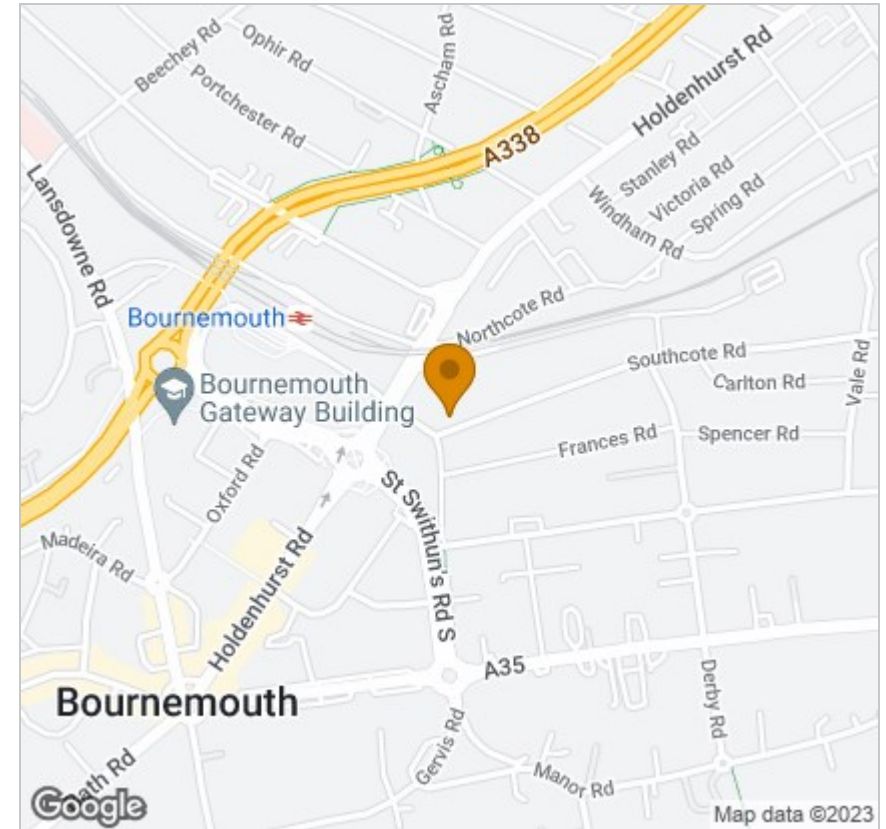 Beechey Rd
Ophir Rd
Ascham Rd
Portchester Rd
Holdenhurst Rd
A338
Stanley Rd
Victoria Rd
Spring Rd
Windham Rd
Lansdowne Rd
Bournemouth
Northcote Rd
Southcote Rd
Carlton Rd
Vale Rd
Bournemouth
Gateway Building
Frances Rd
Spencer Rd
Oxford Rd
St Swithun's Rd S
Madeira Rd
Holdenhurst Rd
A35
Derby Rd
Bournemouth
Gervis Rd
Manor Rd
ath Rd
Google
Map data ©2023